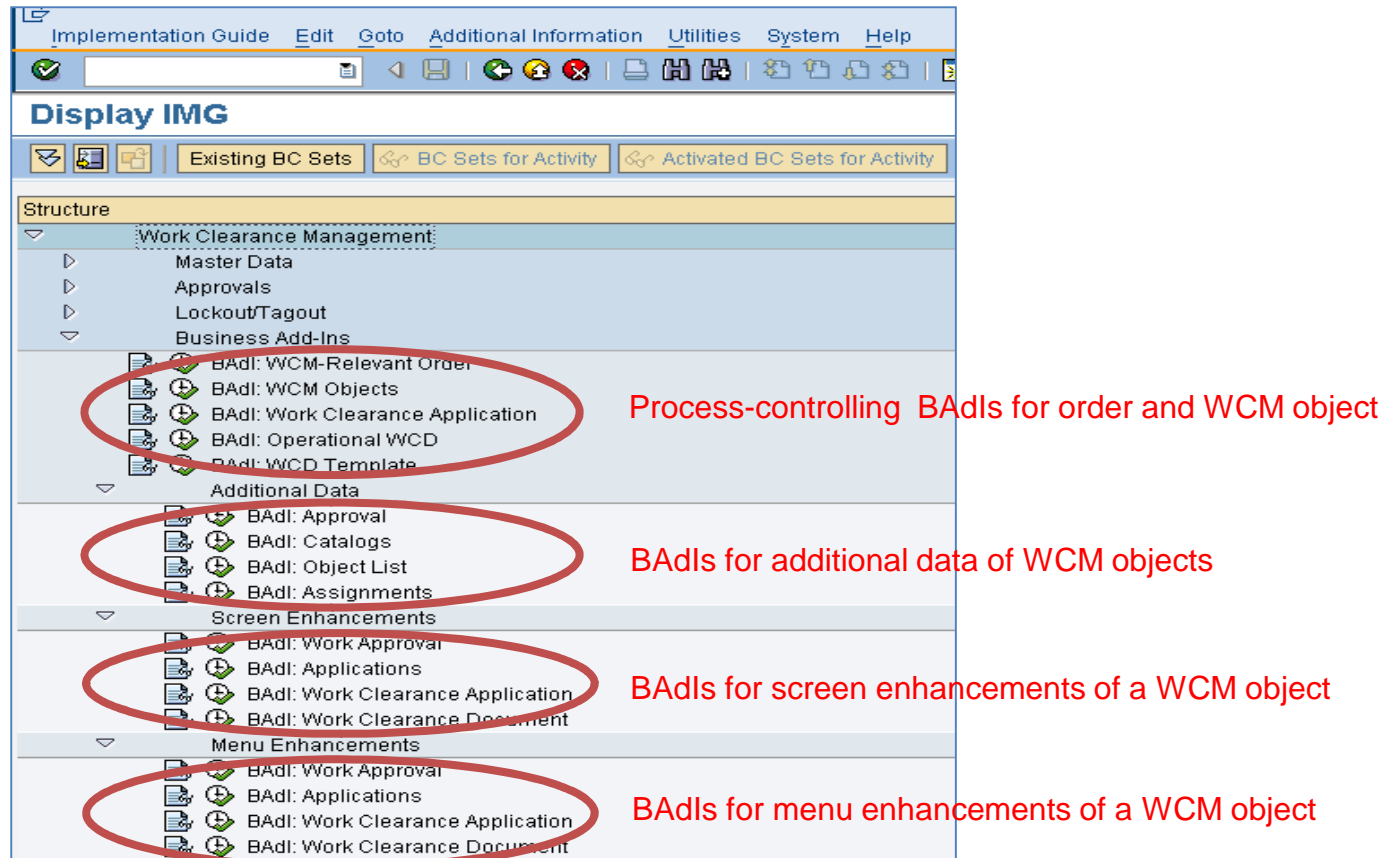 Implementation Guide Edit Goto Additional Information Utilities System Help
Display IMG
Existing BC Sets BC Sets for Activity Activated BC Sets for Activity
Structure
Work Clearance Management
Master Data
Approvals
Lockout/Tagout
Business Add-Ins
BAdI: WCM-Relevant Order
BAdI: WCM Objects
BAdI: Work Clearance Application
BAdI: Operational WCD
BAdI: WCD Template
Process-controlling BAdIs for order and WCM object
Additional Data
BAdI: Approval
BAdI: Catalogs
BAdI: Object List
BAdI: Assignments
BAdIs for additional data of WCM objects
Screen Enhancements
BAdI: Work Approval
BAdI: Applications
BAdI: Work Clearance Application
BAdI: Work Clearance Document
BAdIs for screen enhancements of a WCM object
Menu Enhancements
BAdI: Work Approval
BAdI: Applications
BAdI: Work Clearance Application
BAdI: Work Clearance Document
BAdIs for menu enhancements of a WCM object